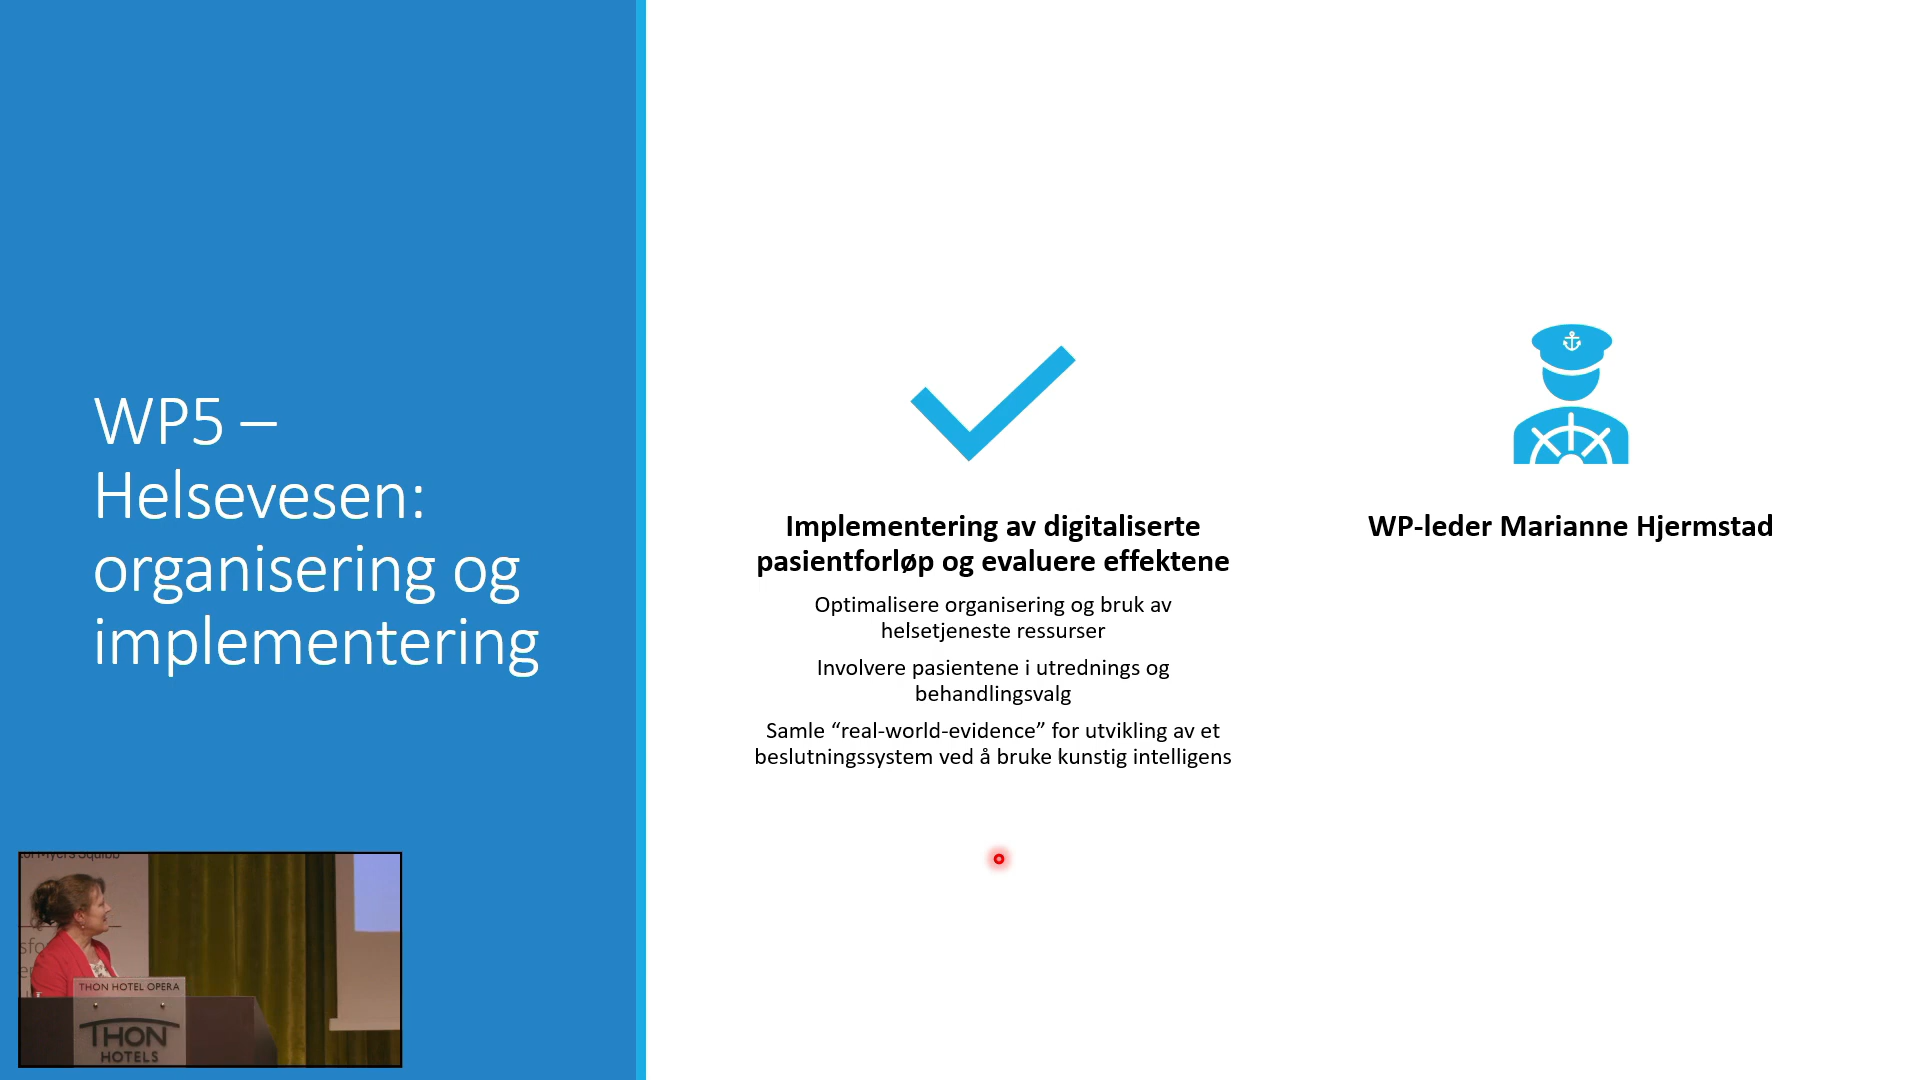 WP5 –
Helsevesen:
organisering og
implementering
Implementering av digitaliserte
pasientforløp og evaluere effektene
Optimalisere organisering og bruk av
helsetjeneste ressurser
Involvere pasientene i utrednings og
behandlingsvalg
Samle “real-world-evidence” for utvikling av et
beslutningssystem ved å bruke kunstig intelligens
WP-leder Marianne Hjermstad
Myers Squibb
THON HOTEL OPERA
THON
HOTELS